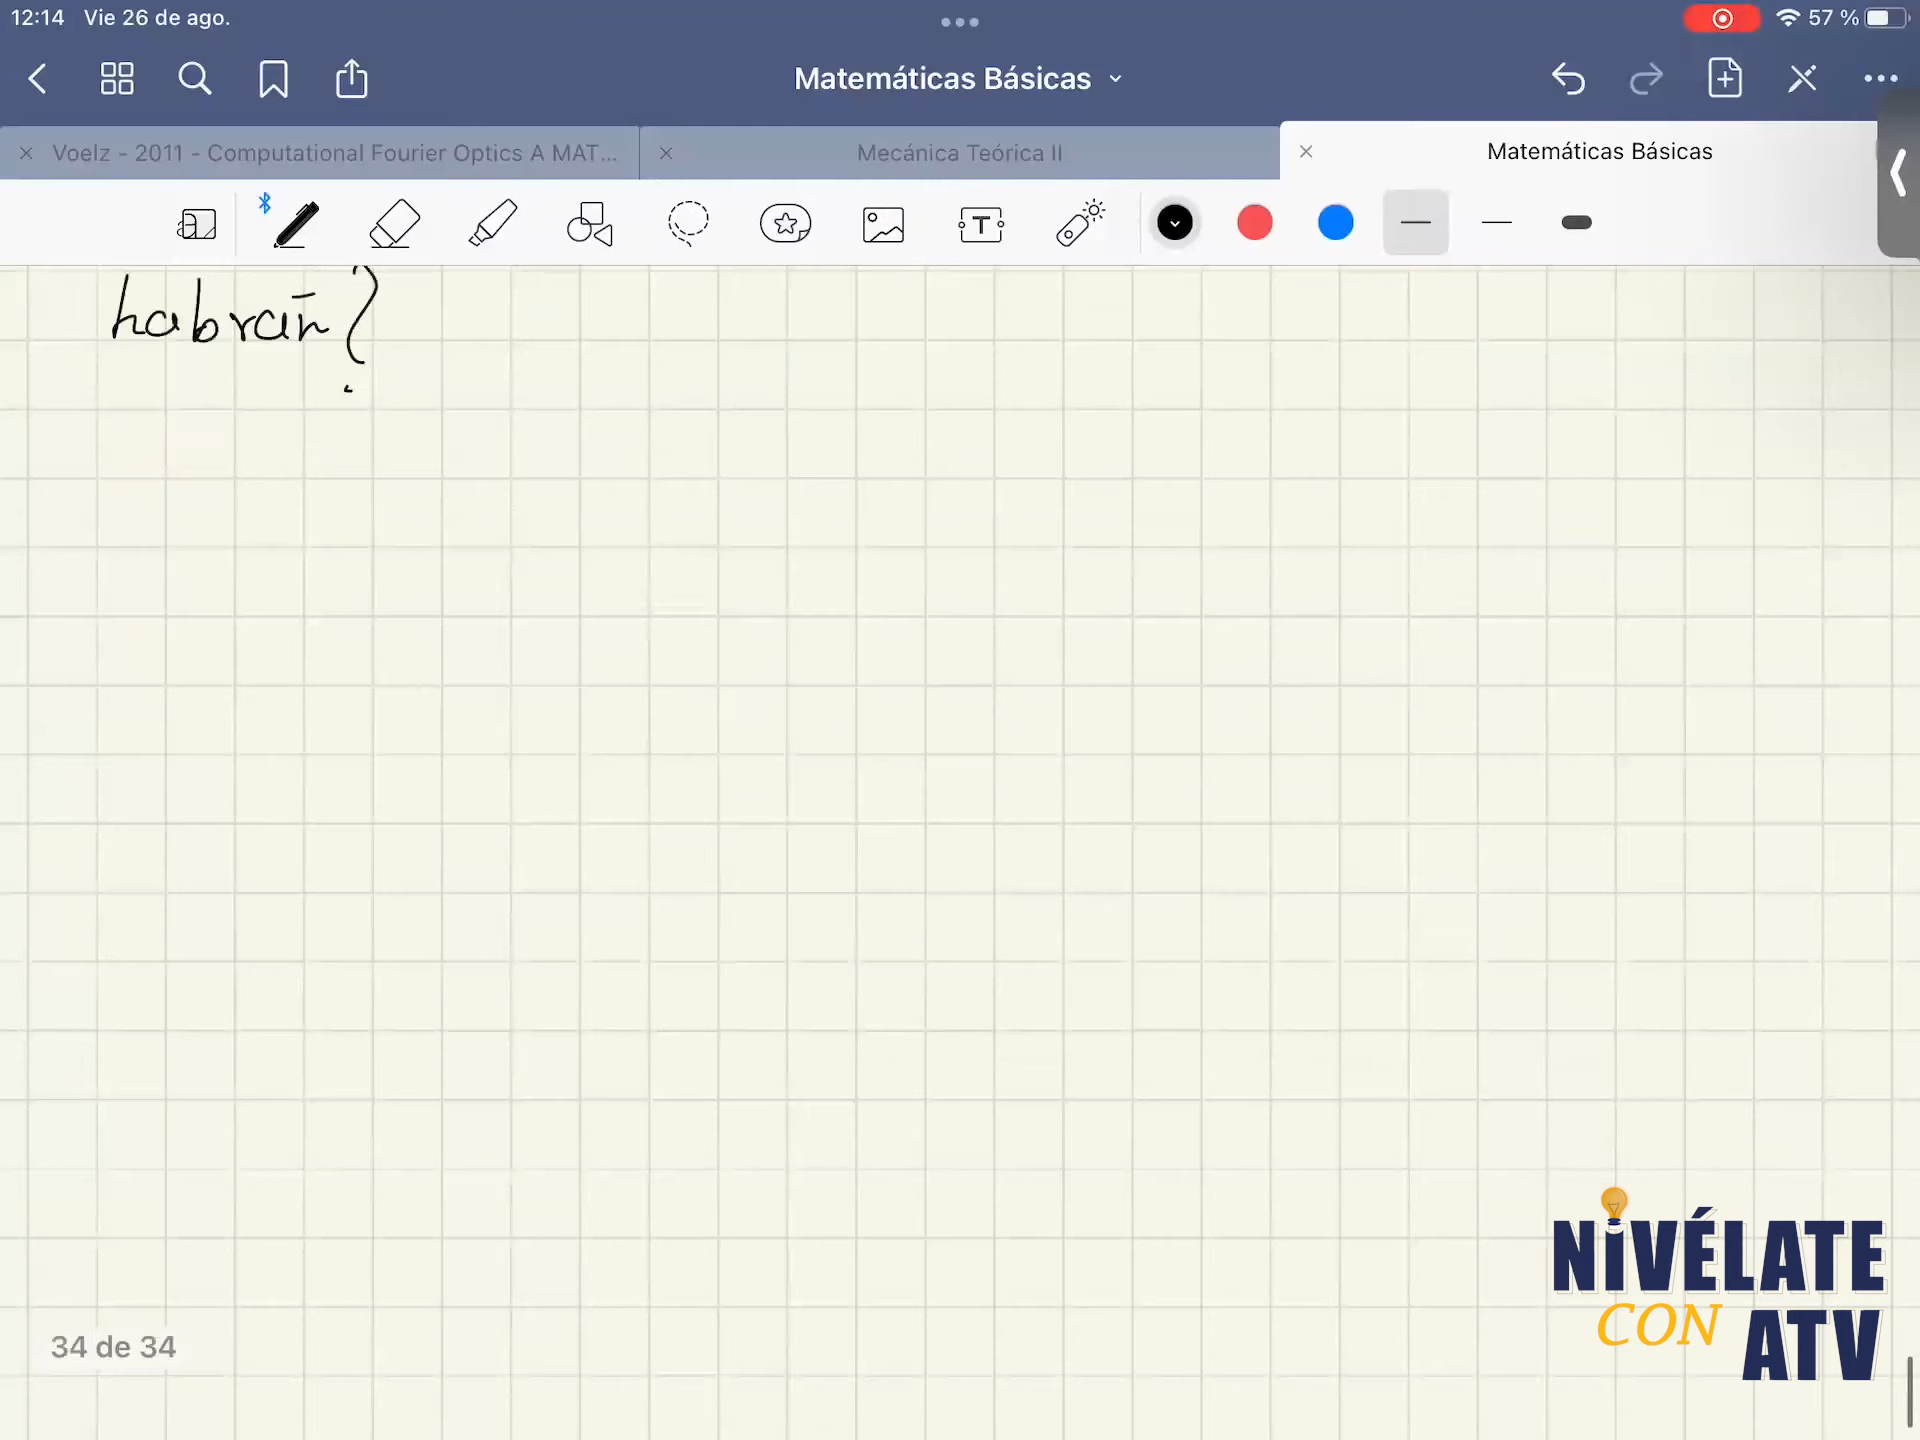 12:14 Vie 26 de ago. 57 %
Matemáticas Básicas
Voelz - 2011 - Computational Fourier Optics A MAT... Mecánica Teórica II Matemáticas Básicas
habrán?
NIVÉLATE
CON
ATV
34 de 34